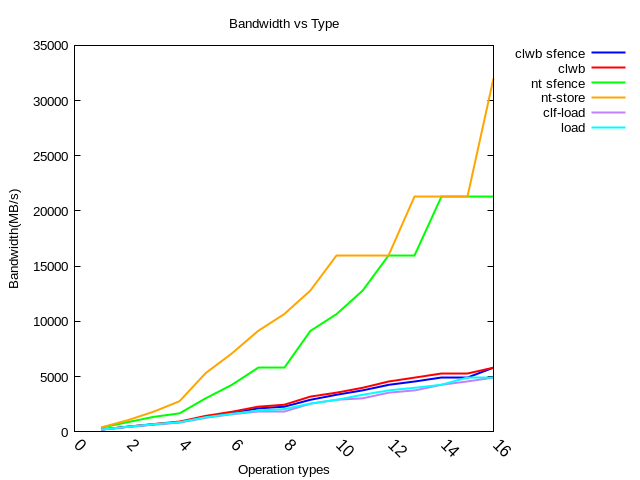 Bandwidth vs Type
35000
30000
25000
20000
15000
10000
5000
0
Bandwidth(MB/s)
0 2 4 6 8 10 12 14 16
Operation types
clwb sfence
clwb
nt sfence
nt-store
clf-load
load